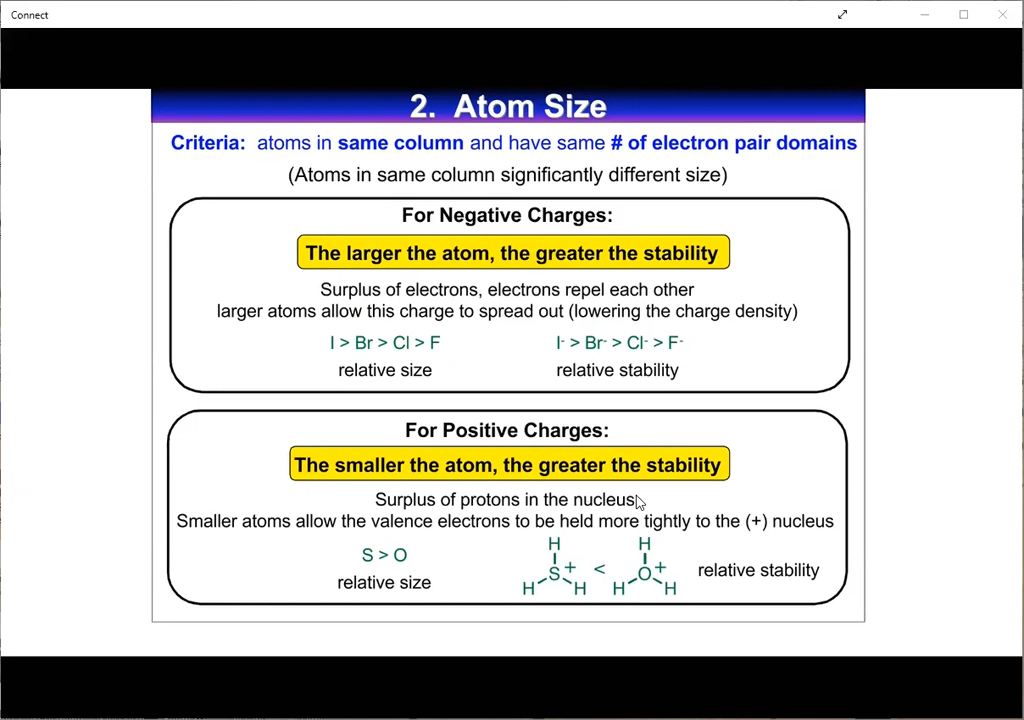 Connect
2. Atom Size
Criteria: atoms in same column and have same # of electron pair domains
(Atoms in same column significantly different size)
For Negative Charges:
The larger the atom, the greater the stability
Surplus of electrons, electrons repel each other
larger atoms allow this charge to spread out (lowering the charge density)
I > Br > Cl > F
I- > Br- > Cl- > F-
relative size
relative stability
For Positive Charges:
The smaller the atom, the greater the stability
Surplus of protons in the nucleus
Smaller atoms allow the valence electrons to be held more tightly to the (+) nucleus
S > O
relative size
H H
S+ < O+
H H H H
relative stability